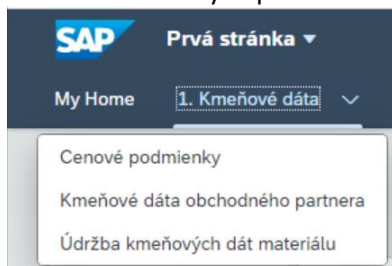 SAP Prvá stránka
My Home 1. Kmeňové dáta
Cenové podmienky
Kmeňové dáta obchodného partnera
Údržba kmeňových dát materiálu